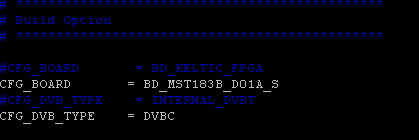 # **********************************************
# Build Option
# **********************************************
#CFG_BOARD = BD_KELTIC_FPGA
CFG_BOARD = BD_MST183B_D01A_S
#CFG_DVB_TYPE = INTERNAL_DVBT
CFG_DVB_TYPE = DVBC